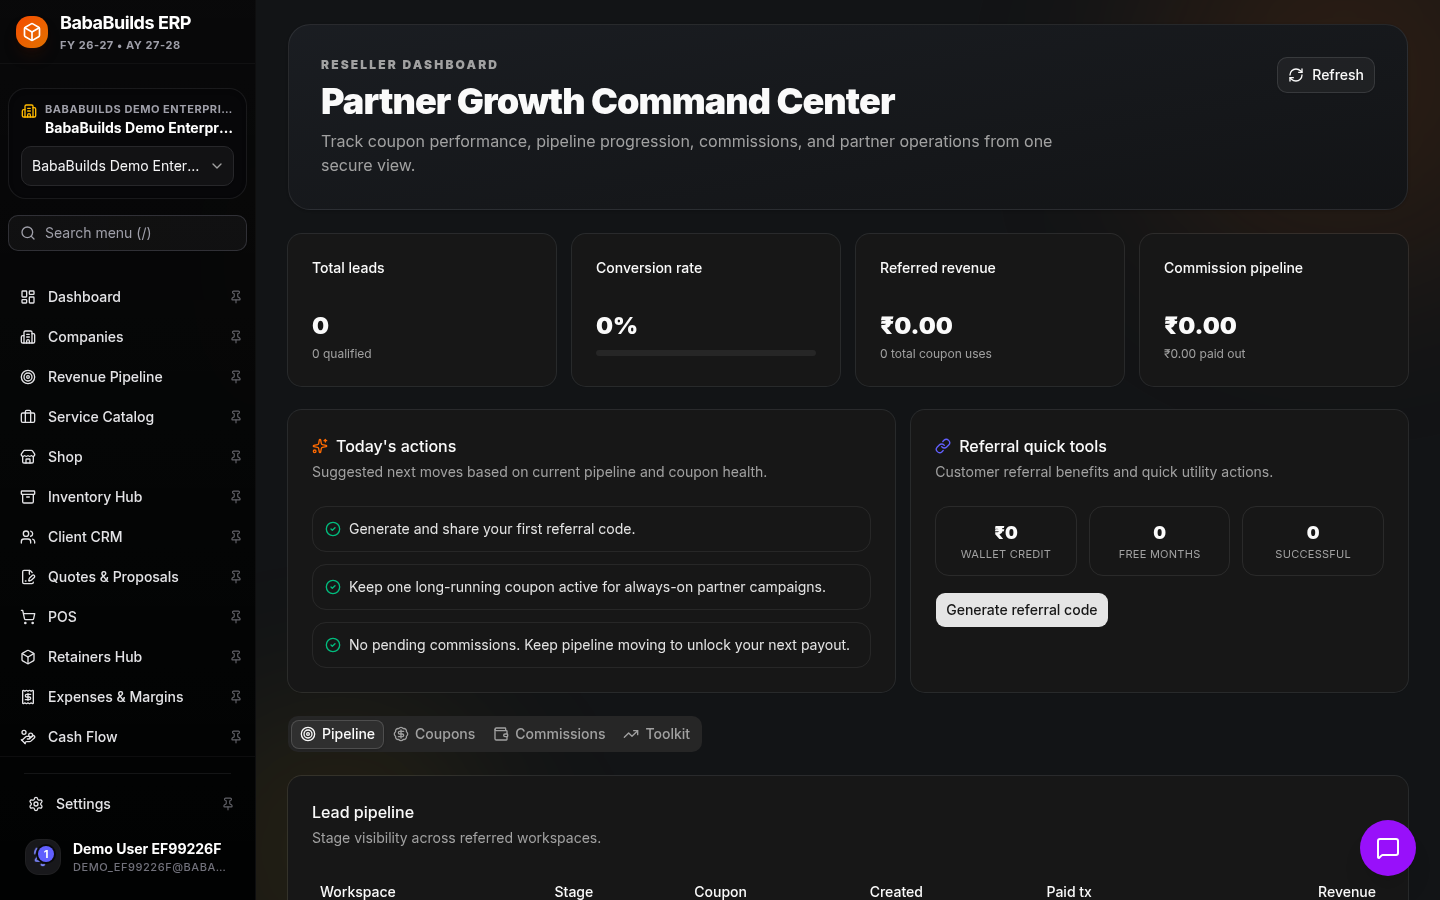 BabaBuilds ERP
FY 26-27 • AY 27-28
BABABUILDS DEMO ENTERPRI...
BabaBuilds Demo Enterpr...
BabaBuilds Demo Enter...
Search menu (/)
Dashboard
Companies
Revenue Pipeline
Service Catalog
Shop
Inventory Hub
Client CRM
Quotes & Proposals
POS
Retainers Hub
Expenses & Margins
Cash Flow
Settings
1
Demo User EF99226F
DEMO_EF99226F@BABA...
RESELLER DASHBOARD
Partner Growth Command Center
Track coupon performance, pipeline progression, commissions, and partner operations from one
secure view.
Refresh
Total leads
0
0 qualified
Conversion rate
0%
Referred revenue
₹0.00
0 total coupon uses
Commission pipeline
₹0.00
₹0.00 paid out
Today's actions
Suggested next moves based on current pipeline and coupon health.
Generate and share your first referral code.
Keep one long-running coupon active for always-on partner campaigns.
No pending commissions. Keep pipeline moving to unlock your next payout.
Referral quick tools
Customer referral benefits and quick utility actions.
₹0
WALLET CREDIT
0
FREE MONTHS
0
SUCCESSFUL
Generate referral code
Pipeline Coupons Commissions Toolkit
Lead pipeline
Stage visibility across referred workspaces.
Workspace Stage Coupon Created Paid tx Revenue